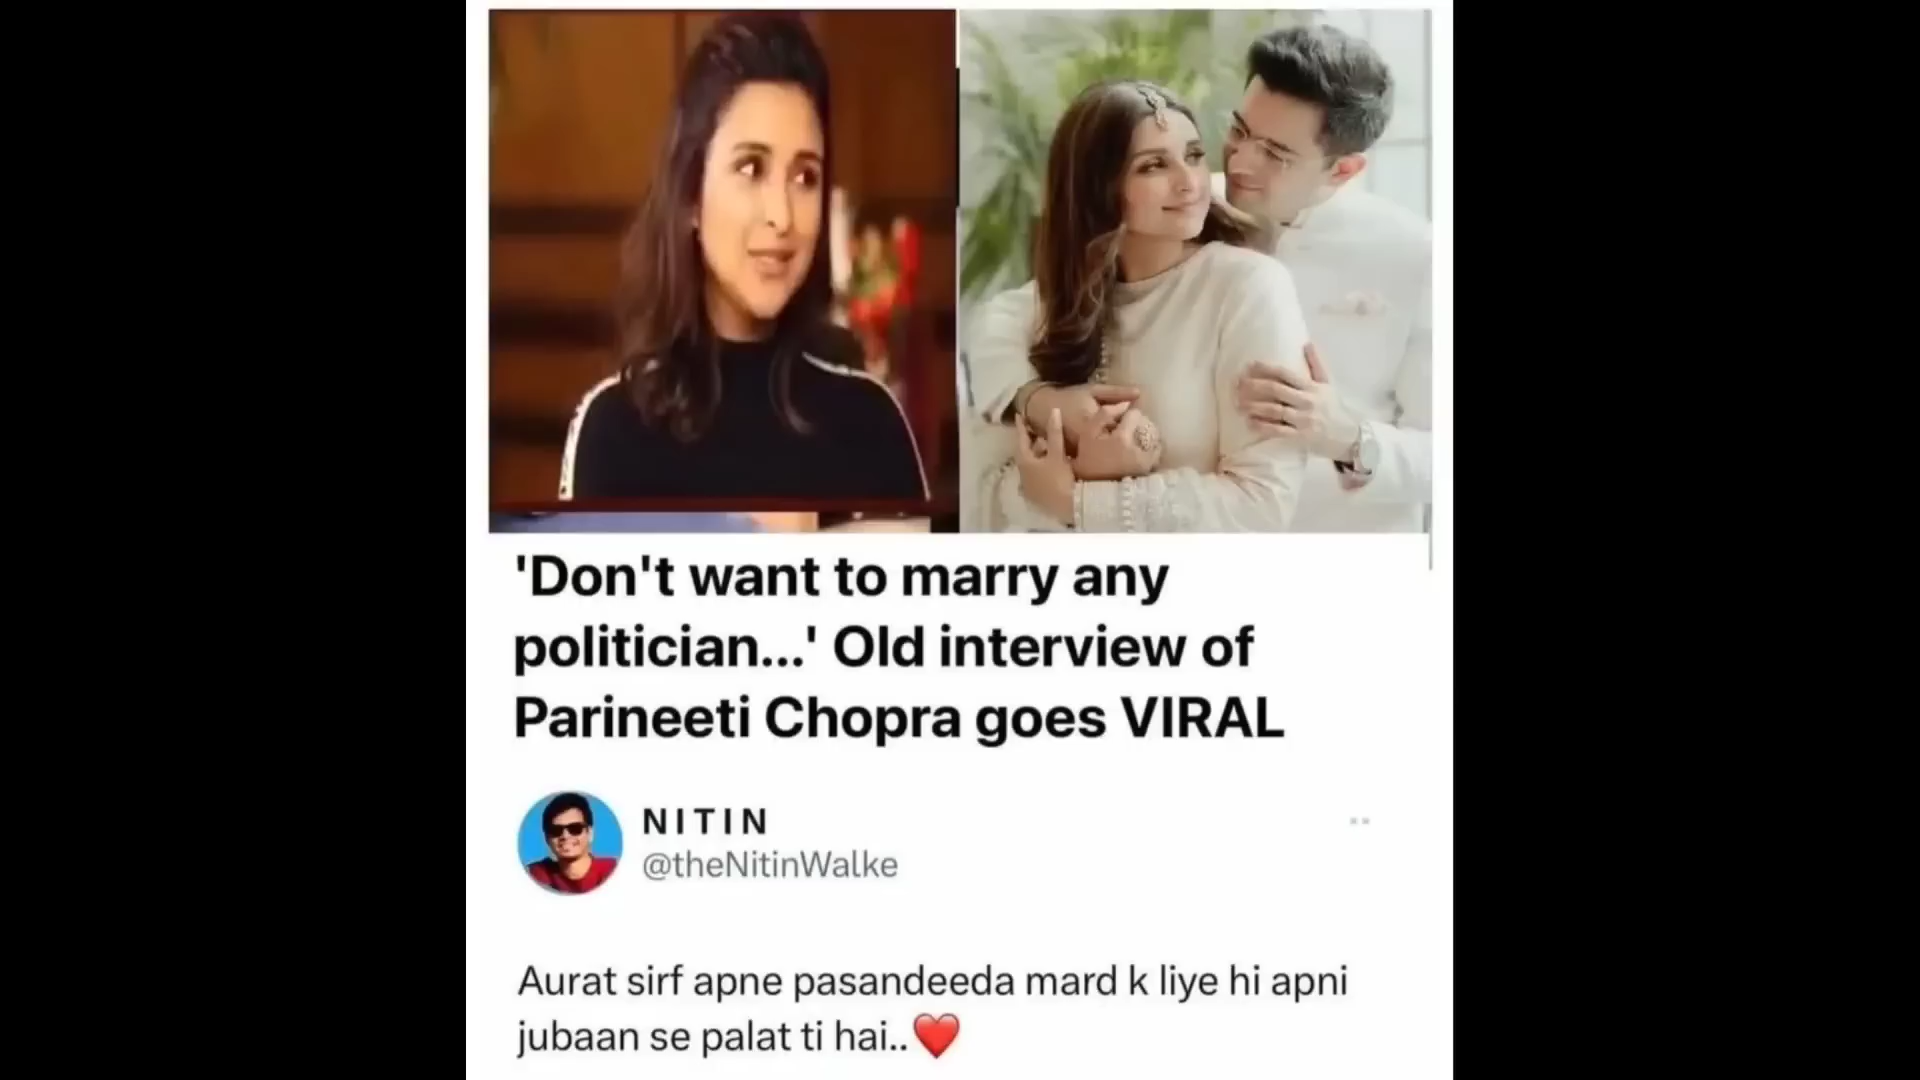 'Don't want to marry any
politician...' Old interview of
Parineeti Chopra goes VIRAL
NITIN
@theNitinWalke
Aurat sirf apne pasandeeda mard k liye hi apni
jubaan se palat ti hai..❤️